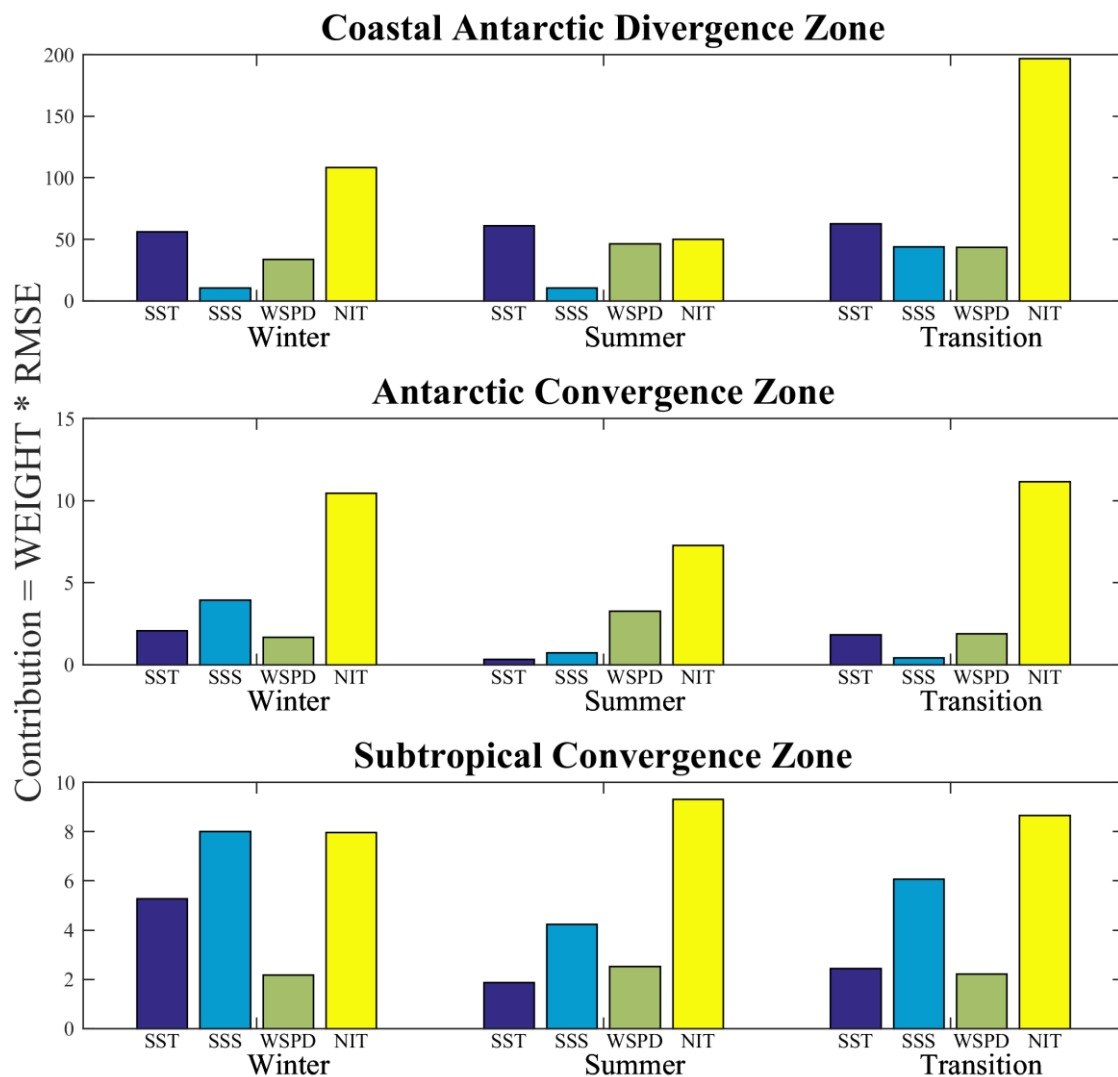 Coastal Antarctic Divergence Zone
200
150
100
50
0
SST SSS WSPD NIT SST SSS WSPD NIT SST SSS WSPD NIT
Winter Summer Transition
Contribution = WEIGHT * RMSE
Antarctic Convergence Zone
15
10
5
0
SST SSS WSPD NIT SST SSS WSPD NIT SST SSS WSPD NIT
Winter Summer Transition
Subtropical Convergence Zone
10
8
6
4
2
0
SST SSS WSPD NIT SST SSS WSPD NIT SST SSS WSPD NIT
Winter Summer Transition